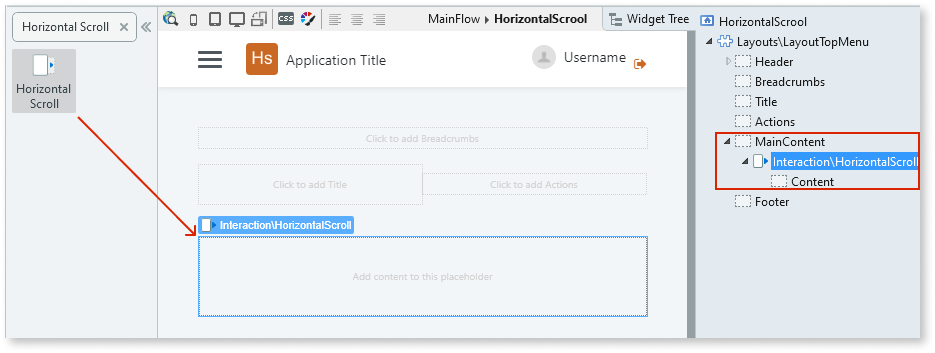 Horizontal Scroll
Horizontal
Scroll
css
MainFlow ▸ HorizontalScrool
Widget Tree
Hs
Application Title
Username
Click to add Breadcrumbs
Click to add Title
Click to add Actions
Interaction\HorizontalScroll
Add content to this placeholder
HorizontalScrool
Layouts\LayoutTopMenu
Header
Breadcrumbs
Title
Actions
MainContent
Interaction\HorizontalScroll
Content
Footer